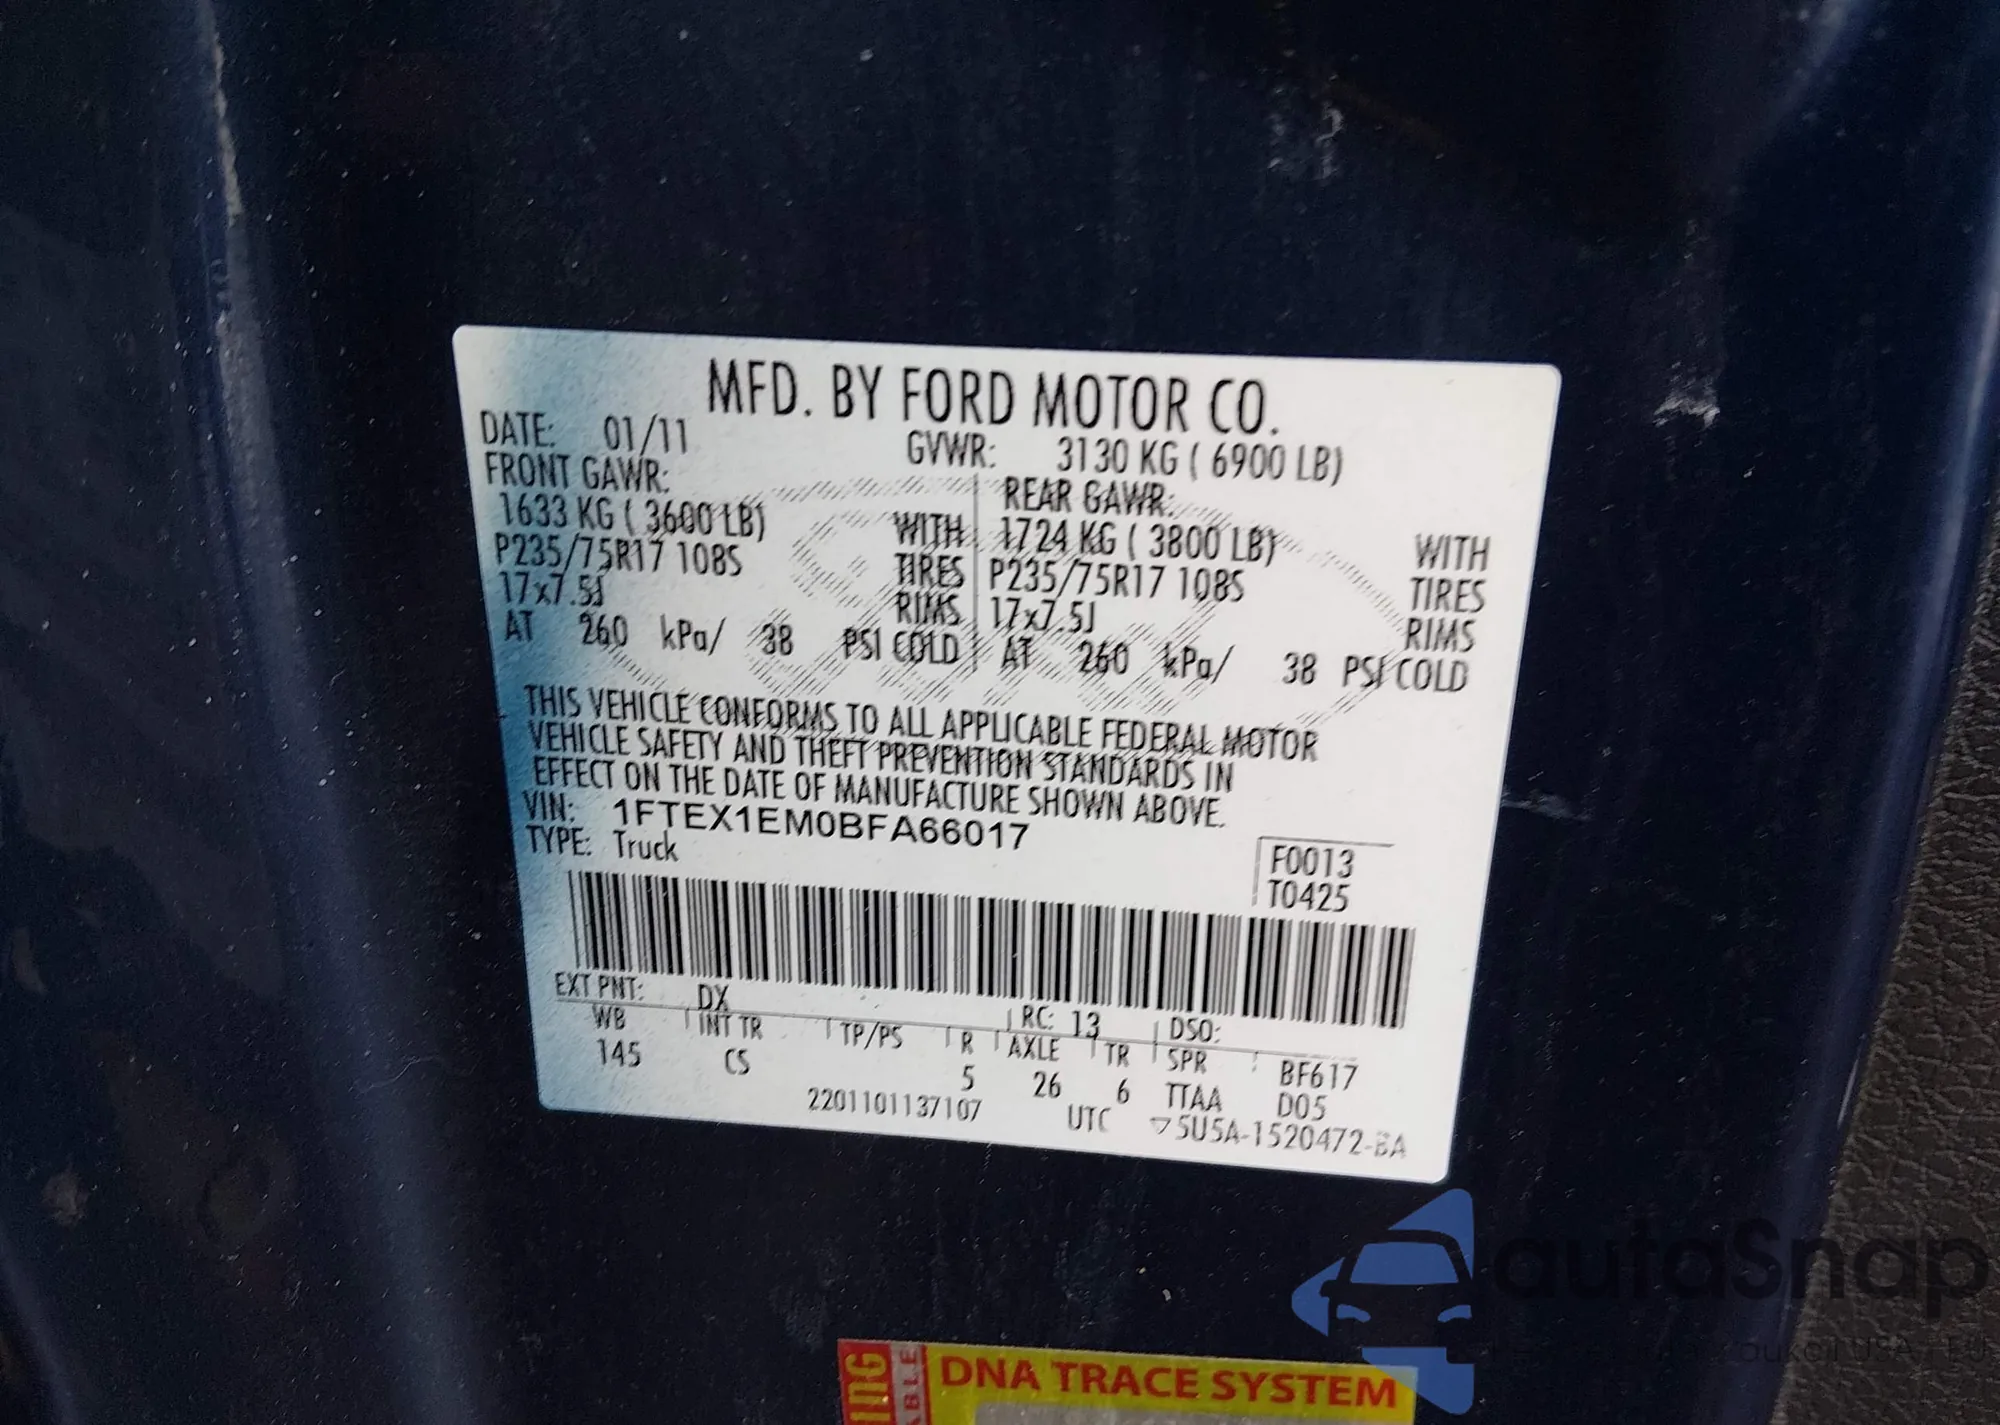 MFD. BY FORD MOTOR CO.
DATE: 01/11 GVWR: 3130 KG ( 6900 LB)
FRONT GAWR: REAR GAWR:
1633 KG ( 3600 LB) WITH 1724 KG ( 3800 LB) WITH
P235/75R17 108S TIRES P235/75R17 108S TIRES
17x7.5J RIMS 17x7.5J RIMS
AT 260 kPa/ 38 PSI COLD AT 260 kPa/ 38 PSI COLD
THIS VEHICLE CONFORMS TO ALL APPLICABLE FEDERAL MOTOR
VEHICLE SAFETY AND THEFT PREVENTION STANDARDS IN
EFFECT ON THE DATE OF MANUFACTURE SHOWN ABOVE.
VIN: 1FTEX1EM0BFA66017
TYPE: Truck
F0013
T0425
EXT PNT: DX RC: 13 DSO:
WB INT TR TP/PS R AXLE TR SPR BF617
145 CS 5 26 6 TTAA D05
2201101137107 UTC ▽5U5A-1520472-BA
DNA TRACE SYSTEM
autoSnap